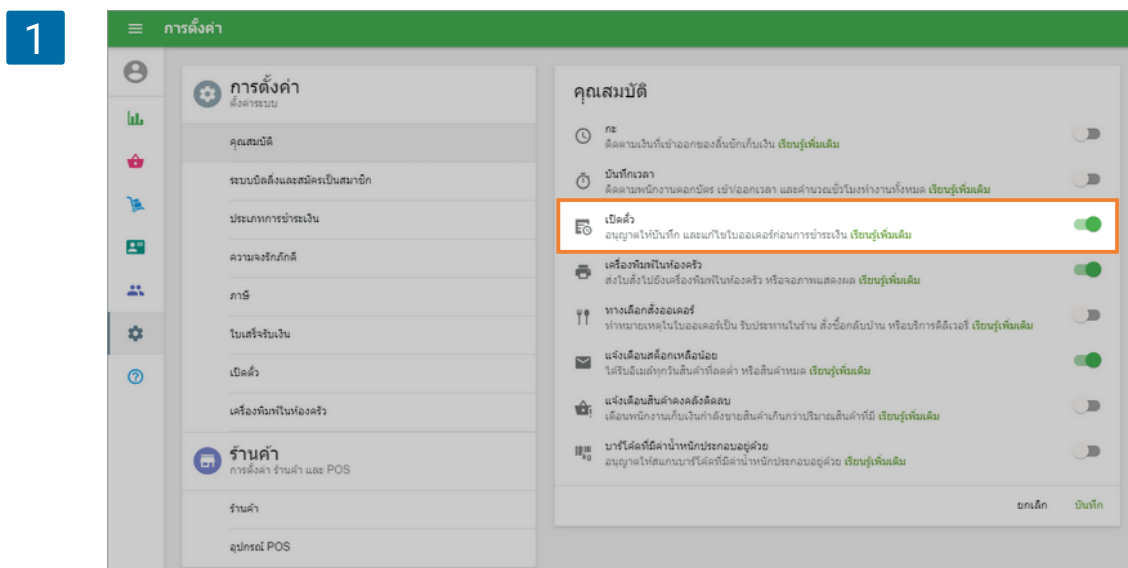 1
การตั้งค่า
การตั้งค่า
ตั้งค่าระบบ
คุณสมบัติ
ระบบบิลลิ่งและสมัครเป็นสมาชิก
ประเภทการชำระเงิน
ความจงรักภักดี
ภาษี
ใบเสร็จรับเงิน
เปิดตั๋ว
เครื่องพิมพ์ในห้องครัว
ร้านค้า
การตั้งค่า ร้านค้า และ POS
ร้านค้า
อุปกรณ์ POS
คุณสมบัติ
กะ
ติดตามเงินที่เข้าออกของลิ้นชักเก็บเงิน เรียนรู้เพิ่มเติม
บันทึกเวลา
ติดตามพนักงานตอกบัตร เข้า/ออกเวลา และคำนวณชั่วโมงทำงานทั้งหมด เรียนรู้เพิ่มเติม
เปิดตั๋ว
อนุญาตให้บันทึก และแก้ไขใบออเดอร์ก่อนการชำระเงิน เรียนรู้เพิ่มเติม
เครื่องพิมพ์ในห้องครัว
ส่งใบสั่งไปยังเครื่องพิมพ์ในห้องครัว หรือจอภาพแสดงผล เรียนรู้เพิ่มเติม
ทางเลือกสั่งออเดอร์
ทำหมายเหตุในใบออเดอร์เป็น รับประทานในร้าน สั่งซื้อกลับบ้าน หรือบริการดิลิเวอรี่ เรียนรู้เพิ่มเติม
แจ้งเตือนสต็อกเหลือน้อย
ได้รับอีเมล์ทุกวันสินค้าที่ลดต่ำ หรือสินค้าหมด เรียนรู้เพิ่มเติม
แจ้งเตือนสินค้าคงคลังติดลบ
เตือนพนักงานเก็บเงินกำลังขายสินค้าเกินกว่าปริมาณสินค้าที่มี เรียนรู้เพิ่มเติม
บาร์โค้ดที่มีค่าน้ำหนักประกอบอยู่ด้วย
อนุญาตให้สแกนบาร์โค้ดที่มีค่าน้ำหนักประกอบอยู่ด้วย เรียนรู้เพิ่มเติม
ยกเลิก บันทึก